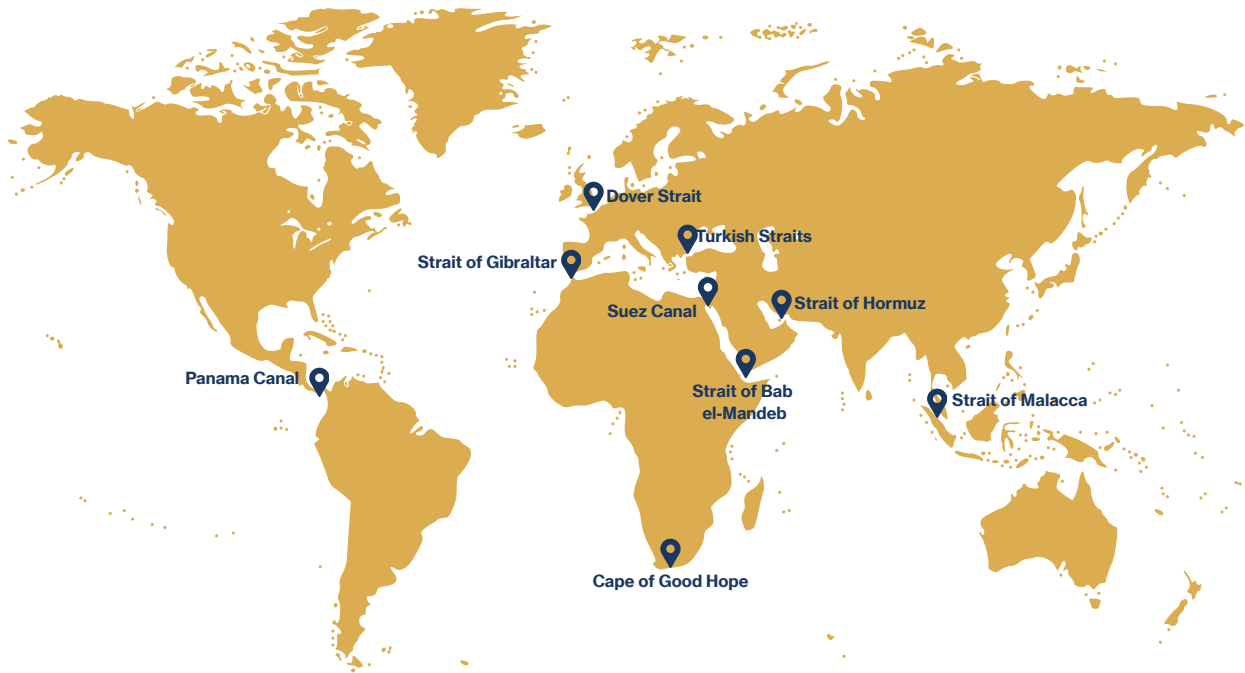 Dover Strait
Turkish Straits
Strait of Gibraltar
Suez Canal
Strait of Hormuz
Panama Canal
Strait of Bab
el-Mandeb
Strait of Malacca
Cape of Good Hope